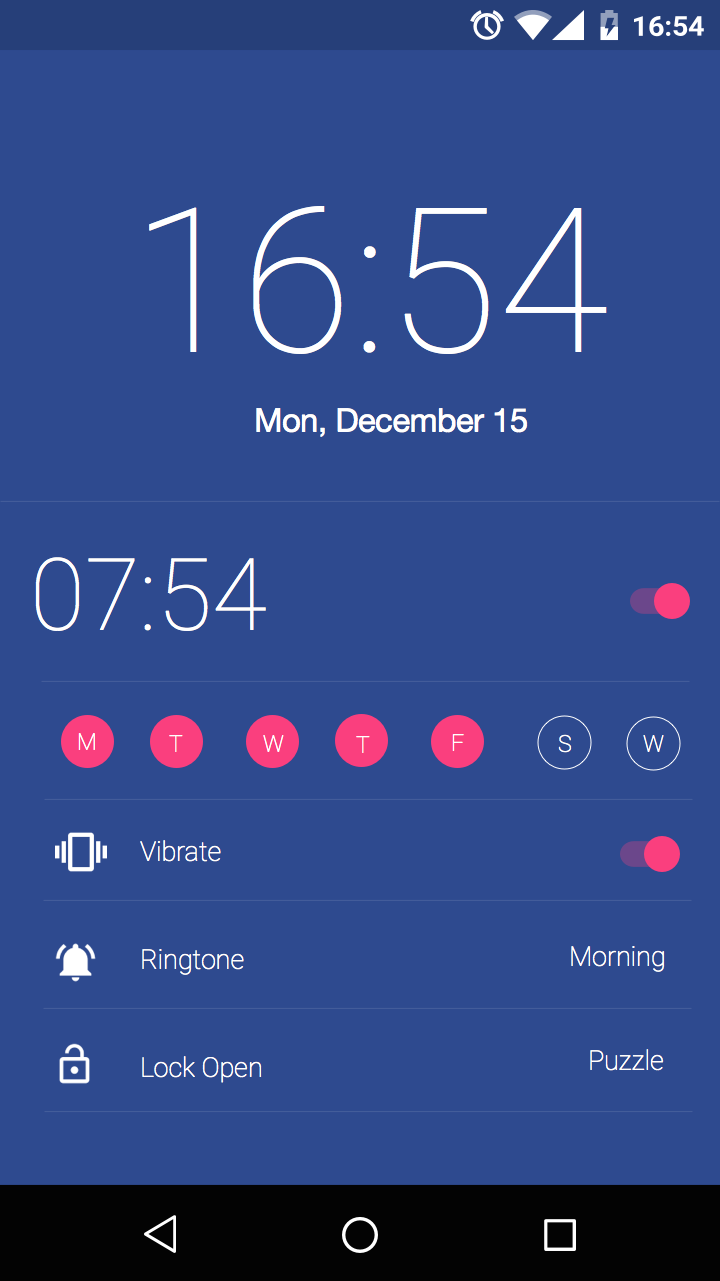 16:54
16:54
Mon, December 15
07:54
M T W T F S W
Vibrate
Ringtone Morning
Lock Open Puzzle